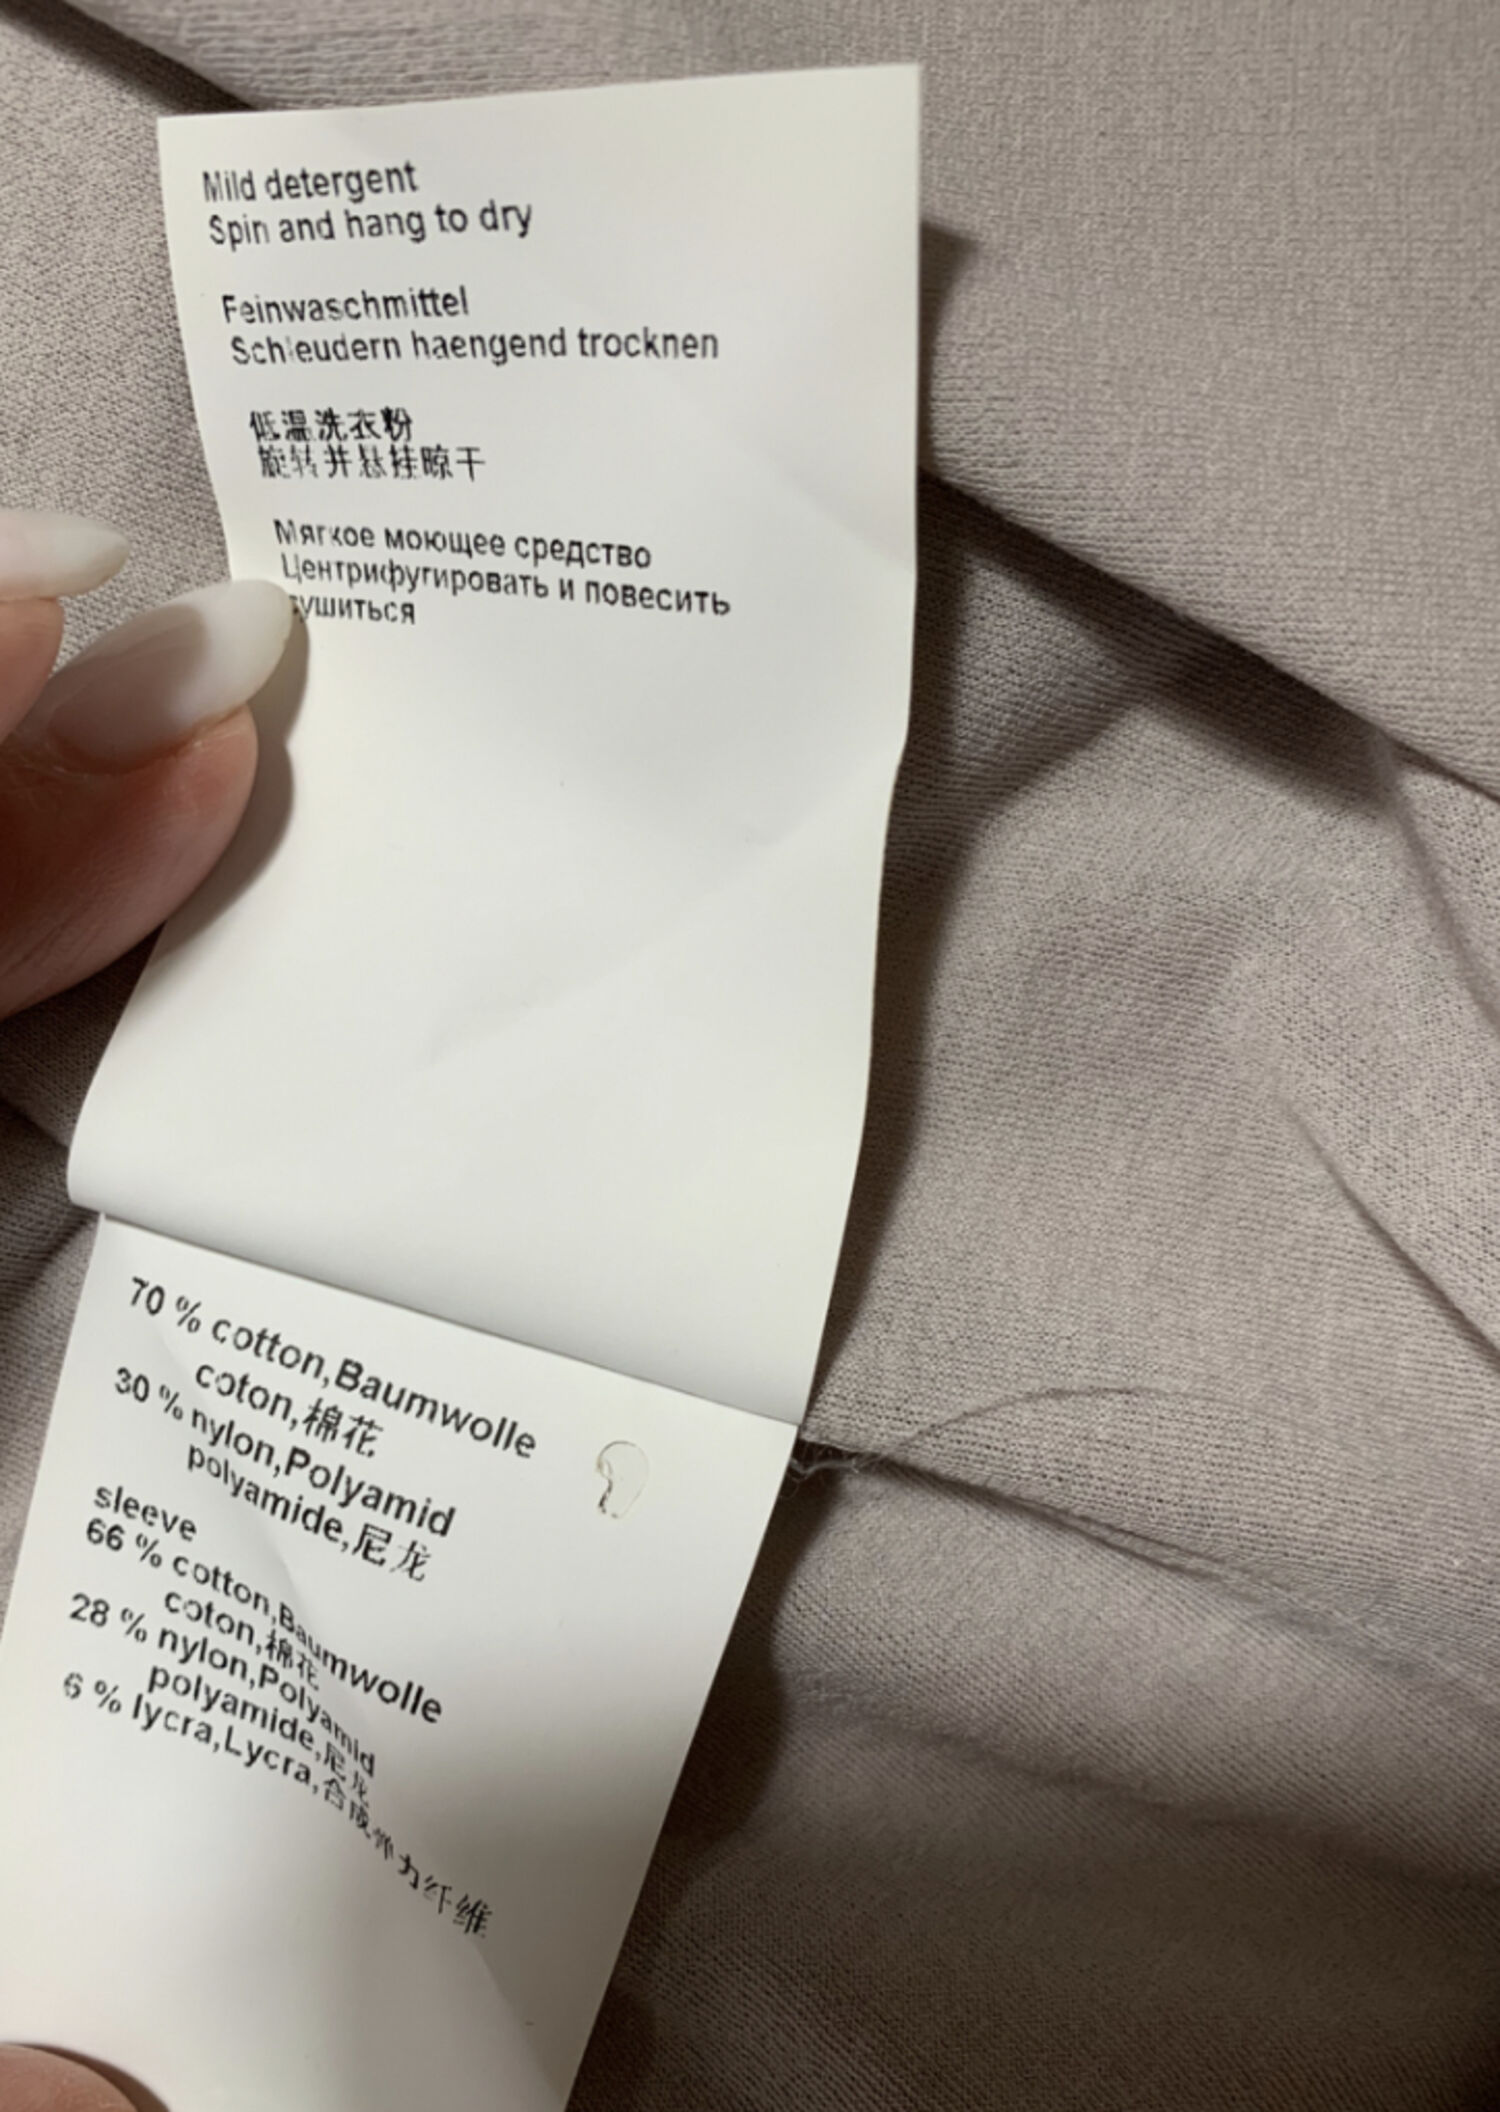 Mild detergent
Spin and hang to dry
Feinwaschmittel
Schleudern haengend trocknen
低温洗衣粉
旋转并悬挂晾干
Мягкое моющее средство
Центрифугировать и повесить
сушиться
70 % cotton,Baumwolle
coton,棉花
30 % nylon,Polyamid
polyamide,尼龙
sleeve
66 % cotton,Baumwolle
coton,棉花
28 % nylon,Polyamid
polyamide,尼龙
6 % lycra,Lycra,合成弹力纤维